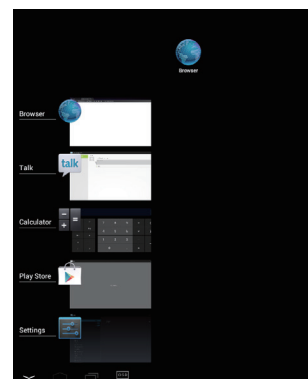 Browser
Browser
Talk
talk
Calculator
Play Store
Settings